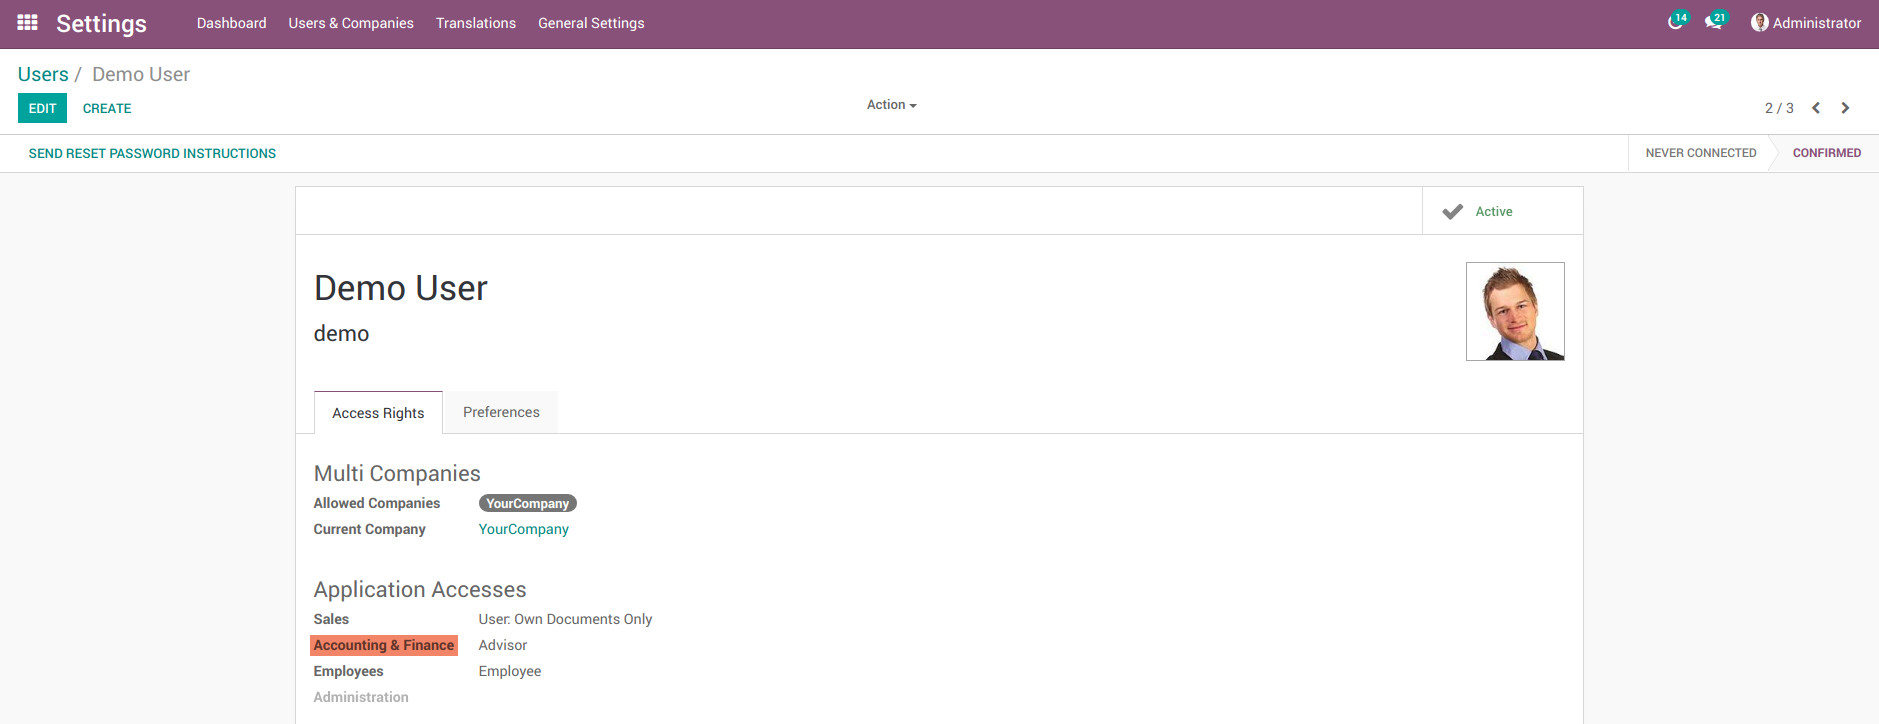 Settings Dashboard Users & Companies Translations General Settings 14 21 Administrator
Users / Demo User
EDIT CREATE Action 2 / 3
SEND RESET PASSWORD INSTRUCTIONS NEVER CONNECTED CONFIRMED
Active
Demo User
demo
Access Rights Preferences
Multi Companies
Allowed Companies YourCompany
Current Company YourCompany
Application Accesses
Sales User: Own Documents Only
Accounting & Finance Advisor
Employees Employee
Administration